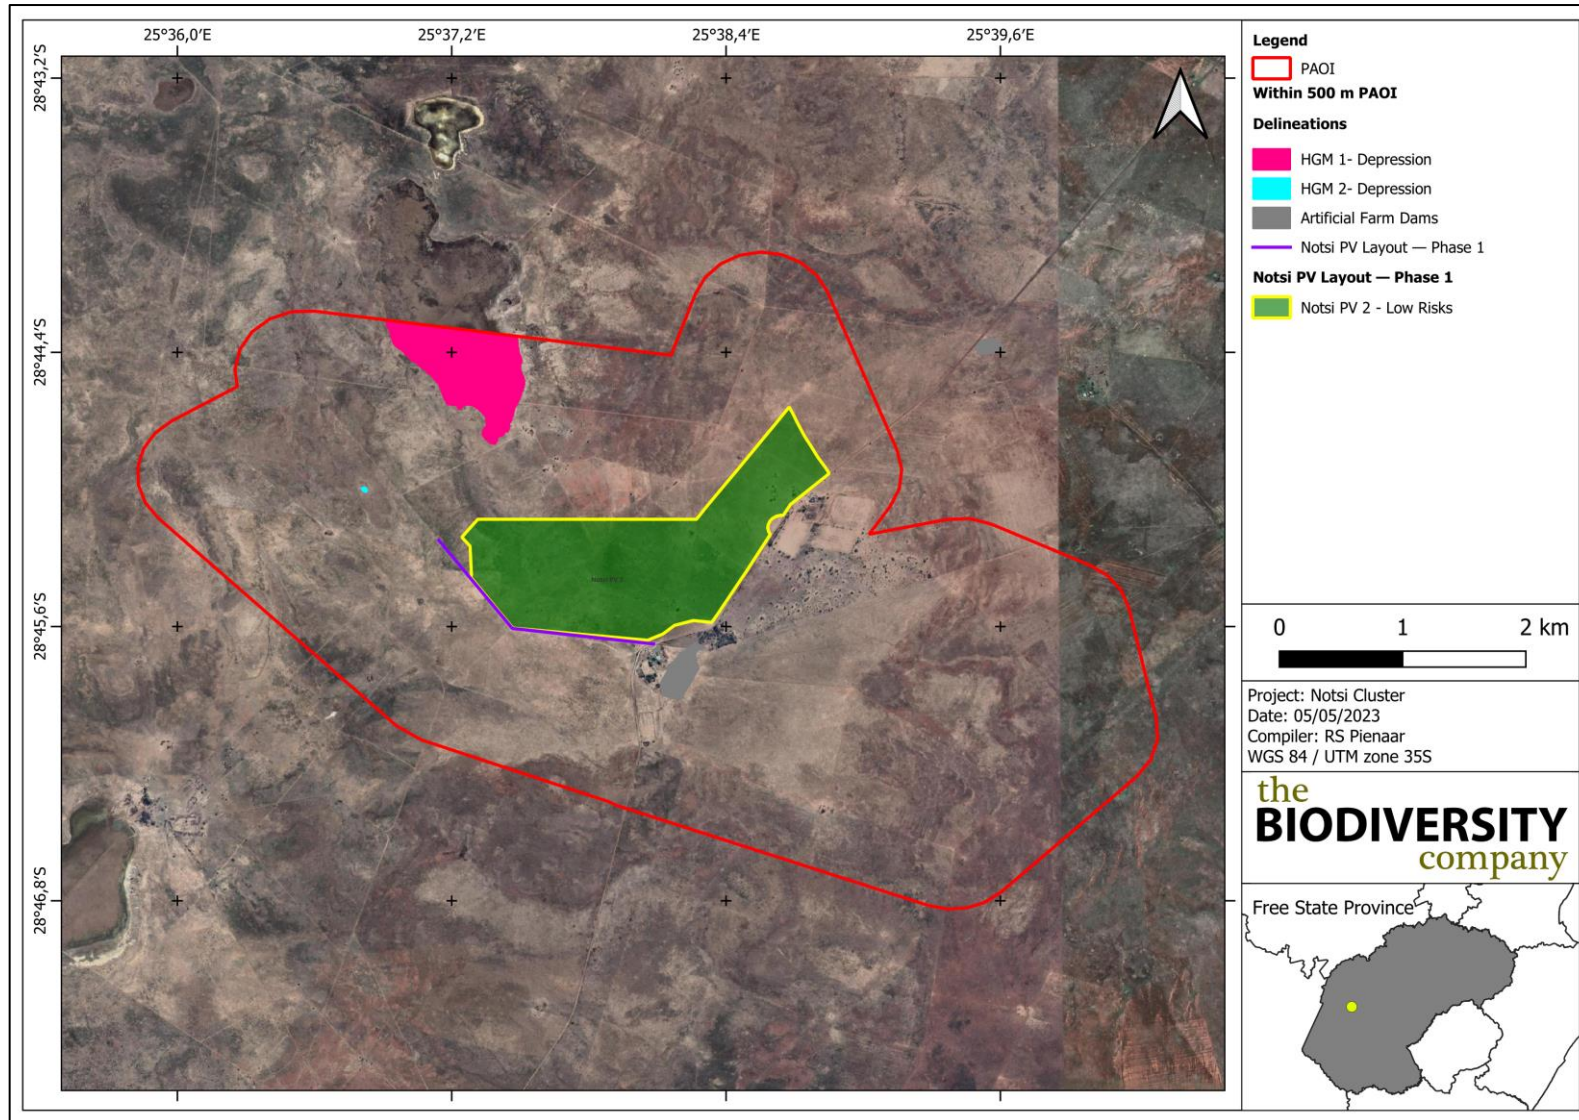 25°36,0'E
25°37,2'E
25°38,4'E
25°39,6'E
28°43,2'S
28°44,4'S
28°45,6'S
28°46,8'S
Legend
PAOI
Within 500 m PAOI
Delineations
HGM 1- Depression
HGM 2- Depression
Artificial Farm Dams
Notsi PV Layout — Phase 1
Notsi PV Layout — Phase 1
Notsi PV 2 - Low Risks
0 1 2 km
Project: Notsi Cluster
Date: 05/05/2023
Compiler: RS Pienaar
WGS 84 / UTM zone 35S
the
BIODIVERSITY
company
Free State Province